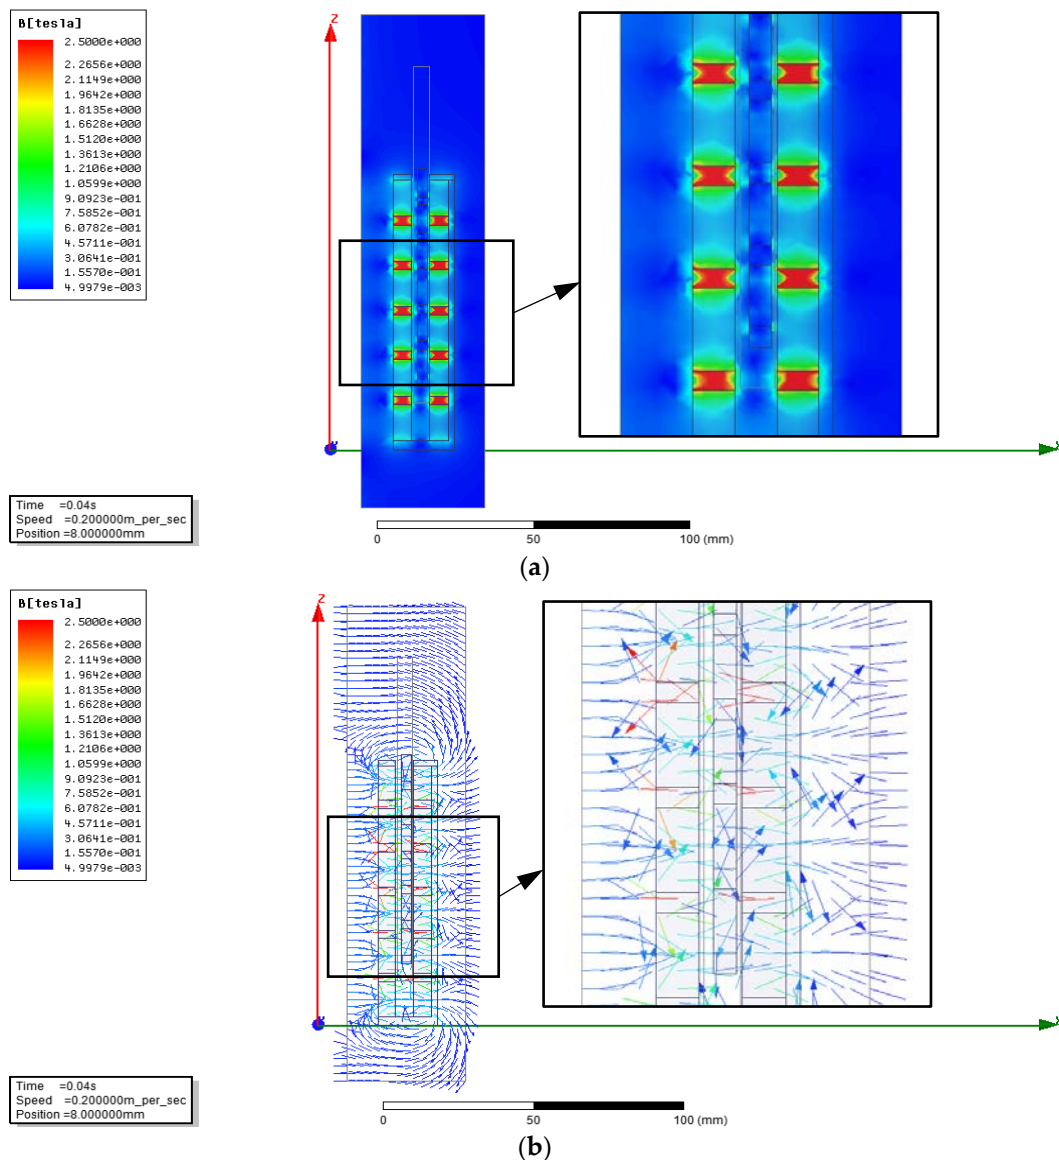 B[tesla]
2.5000e+000
2.2656e+000
2.1149e+000
1.9642e+000
1.8135e+000
1.6628e+000
1.5120e+000
1.3613e+000
1.2106e+000
1.0599e+000
9.0923e-001
7.5852e-001
6.0782e-001
4.5711e-001
3.0641e-001
1.5570e-001
4.9979e-003
Z
Time =0.04s
Speed =0.200000m_per_sec
Position =8.000000mm
0 50 100 (mm)
(a)
B[tesla]
2.5000e+000
2.2656e+000
2.1149e+000
1.9642e+000
1.8135e+000
1.6628e+000
1.5120e+000
1.3613e+000
1.2106e+000
1.0599e+000
9.0923e-001
7.5852e-001
6.0782e-001
4.5711e-001
3.0641e-001
1.5570e-001
4.9979e-003
Z
Time =0.04s
Speed =0.200000m_per_sec
Position =8.000000mm
0 50 100 (mm)
(b)